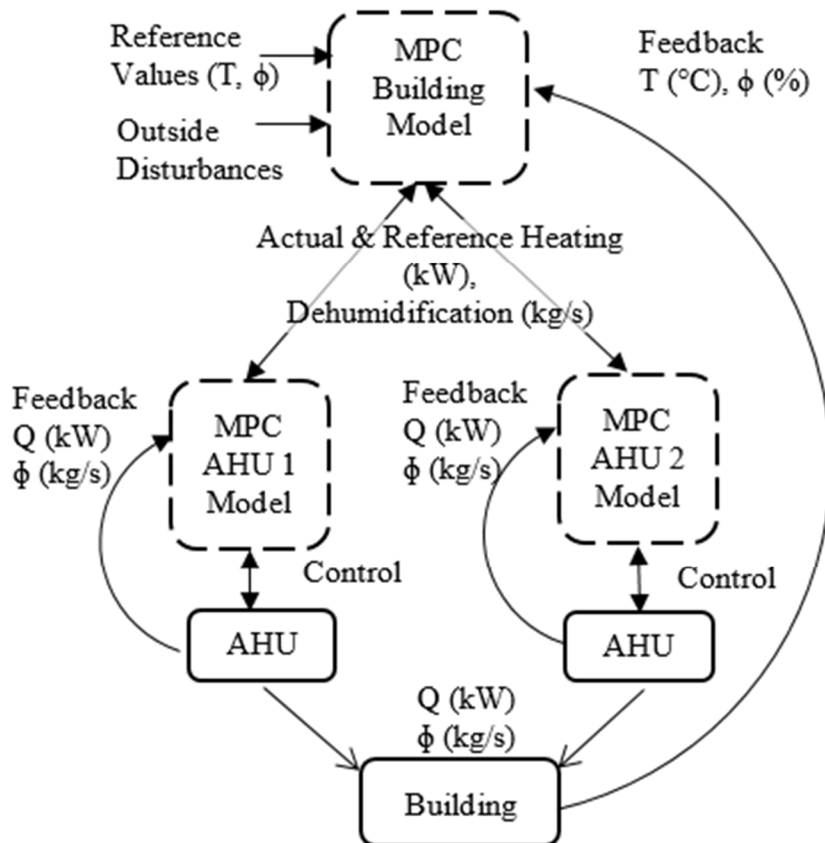 Reference
Values (T, ϕ)
Outside
Disturbances
MPC
Building
Model
Feedback
T (°C), ϕ (%)
Actual & Reference Heating
(kW),
Dehumidification (kg/s)
Feedback
Q (kW)
ϕ (kg/s)
MPC
AHU 1
Model
Control
AHU
Feedback
Q (kW)
ϕ (kg/s)
MPC
AHU 2
Model
Control
AHU
Q (kW)
ϕ (kg/s)
Building